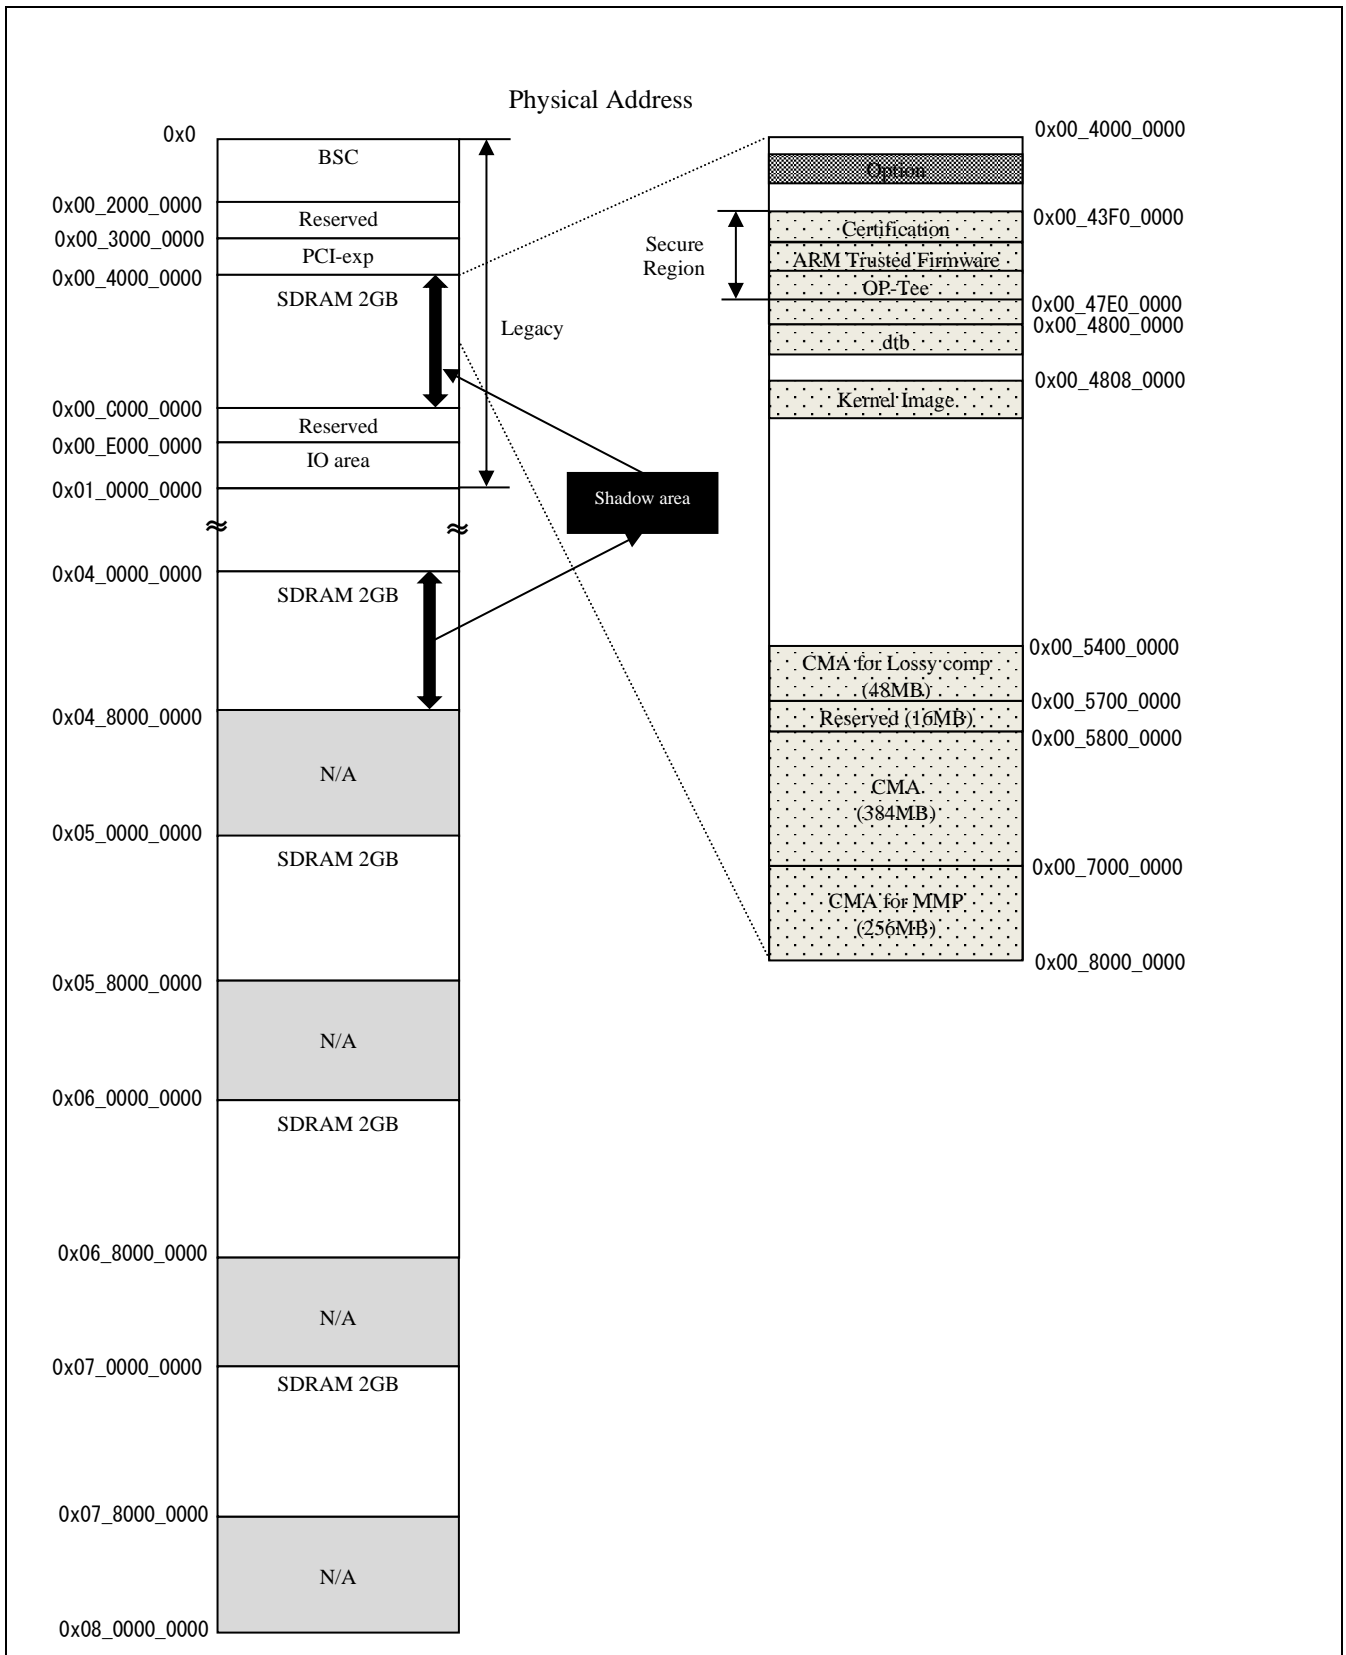 Physical Address
0x0
BSC
0x00_2000_0000
Reserved
0x00_3000_0000
PCI-exp
0x00_4000_0000
SDRAM 2GB
Legacy
0x00_C000_0000
Reserved
0x00_E000_0000
IO area
0x01_0000_0000
≈
≈
Shadow area
0x04_0000_0000
SDRAM 2GB
0x04_8000_0000
N/A
0x05_0000_0000
SDRAM 2GB
0x05_8000_0000
N/A
0x06_0000_0000
SDRAM 2GB
0x06_8000_0000
N/A
0x07_0000_0000
SDRAM 2GB
0x07_8000_0000
N/A
0x08_0000_0000
0x00_4000_0000
Option
0x00_43F0_0000
Secure
Region
Certification
ARM Trusted Firmware
OP-Tee
0x00_47E0_0000
0x00_4800_0000
dtb
0x00_4808_0000
Kernel Image
0x00_5400_0000
CMA for Lossy comp
(48MB)
0x00_5700_0000
Reserved (16MB)
0x00_5800_0000
CMA
(384MB)
0x00_7000_0000
CMA for MMP
(256MB)
0x00_8000_0000